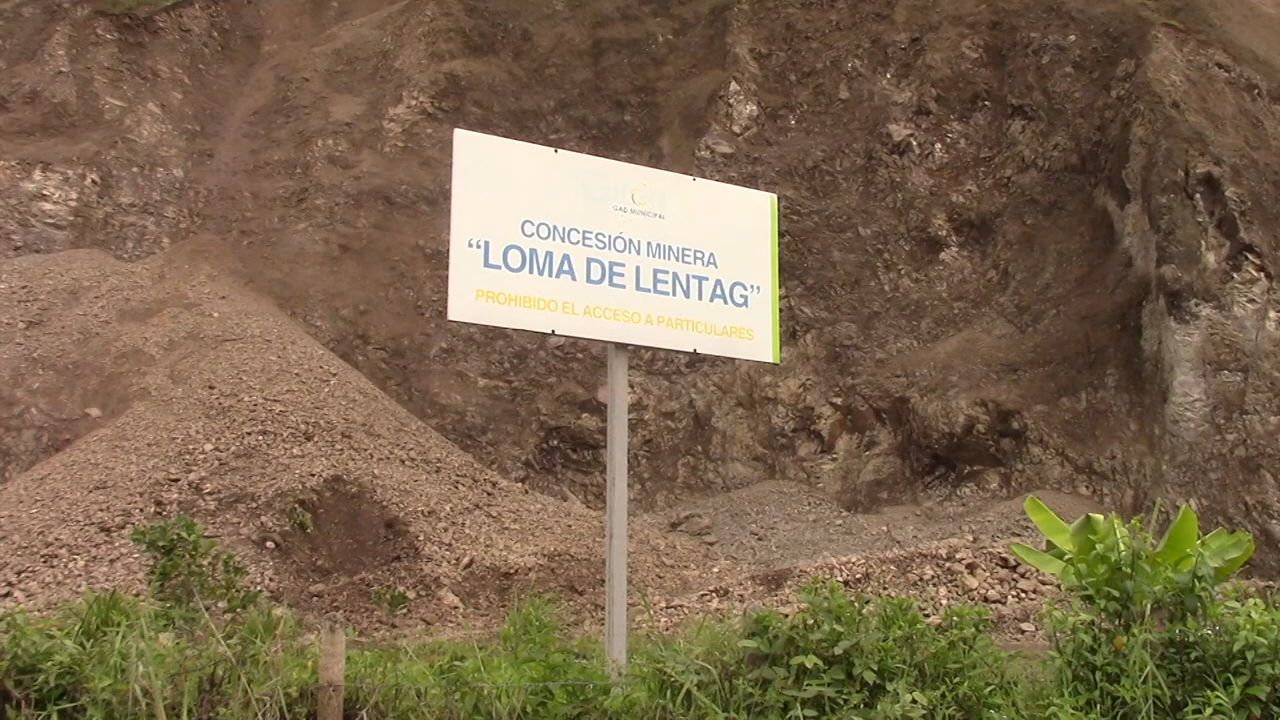 GAD MUNICIPAL
CONCESIÓN MINERA
“LOMA DE LENTAG”
PROHIBIDO EL ACCESO A PARTICULARES